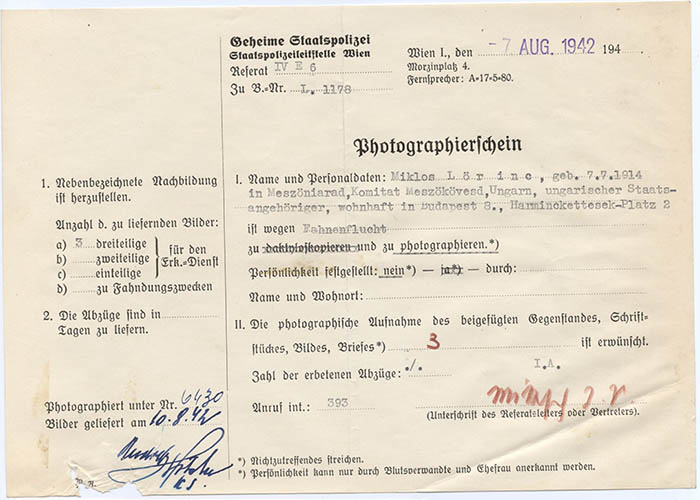 Geheime Staatspolizei
Staatspolizeileitstelle Wien
Referat IV E 6
Zu B.=Nr. L. 1178
Wien I., den -7 AUG. 1942 194
Morzinplatz 4.
Fernsprecher: A=17=5=80.
Photographierschein
1. Nebenbezeichnete Nachbildung
ist herzustellen.
Anzahl d. zu liefernden Bilder:
a) 3 dreiteilige
b) zweiteilige
c) einteilige
für den
Erk.=Dienst
d) zu Fahndungszwecken
2. Die Abzüge sind in
Tagen zu liefern.
Photographiert unter Nr. 6430
Bilder geliefert am 10.8.42
I. Name und Personaldaten: Miklos Lörinc, geb. 7.7.1914
in Meszöniarad,Komitat Meszökövesd,Ungarn, ungarischer Staats-
angehöriger, wohnhaft in Budapest 8., Harminckettesek-Platz 2
ist wegen Fahnenflucht
zu daktyloskopieren und zu photographieren.*)
Persönlichkeit festgestellt: nein*) — ja*) — durch:
Name und Wohnort:
II. Die photographische Aufnahme des beigefügten Gegenstandes, Schrift=
stückes, Bildes, Briefes*) 3 ist erwünscht.
Zahl der erbetenen Abzüge: ./. I.A.
Anruf int.: 393
(Unterschrift des Referatsleiters oder Vertreters).
*) Nichtzutreffendes streichen.
*) Persönlichkeit kann nur durch Blutsverwandte und Ehefrau anerkannt werden.